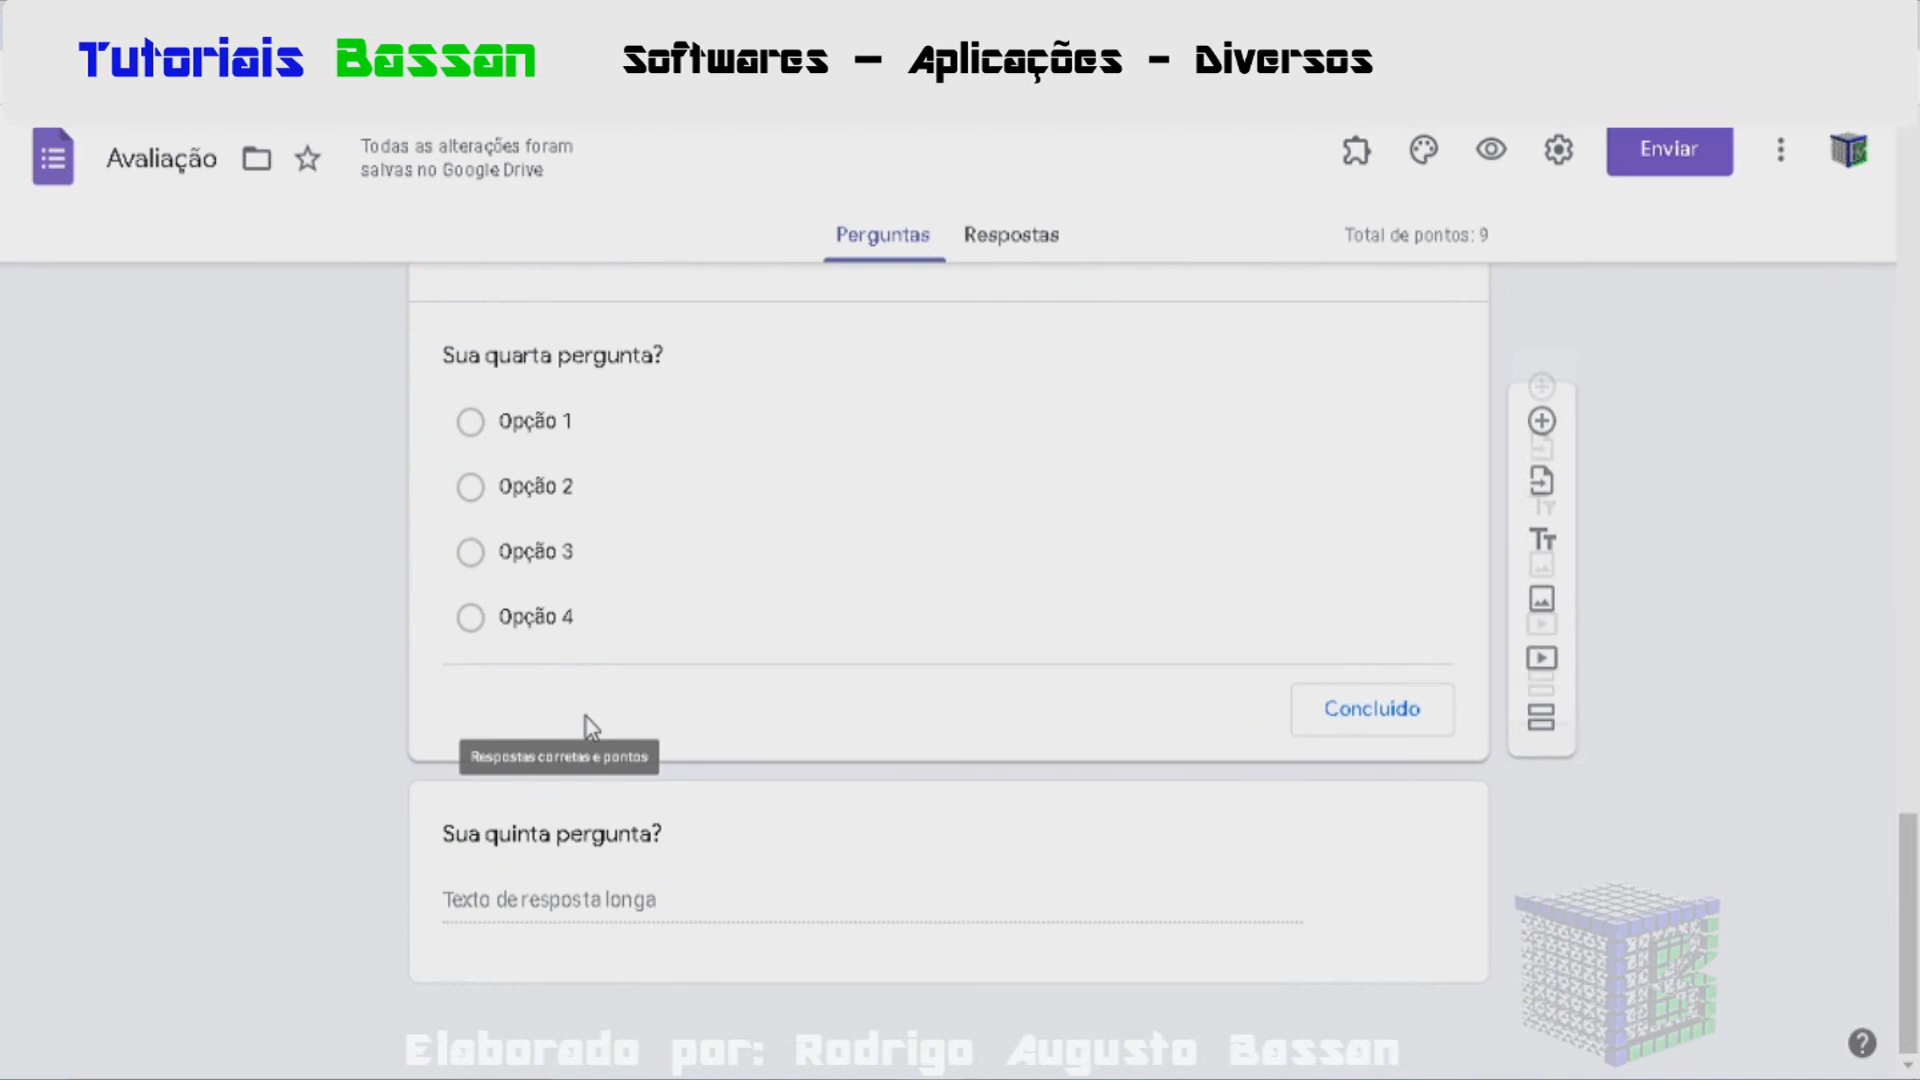 Tutoriais Bassan Softwares - Aplicações - Diversos
Avaliação
Todas as alterações foram
salvas no Google Drive
Enviar
Perguntas Respostas
Total de pontos: 9
Sua quarta pergunta?
Opção 1
Opção 2
Opção 3
Opção 4
Concluído
Respostas corretas e pontos
Sua quinta pergunta?
Texto de resposta longa
Elaborado por: Rodrigo Augusto Bassan